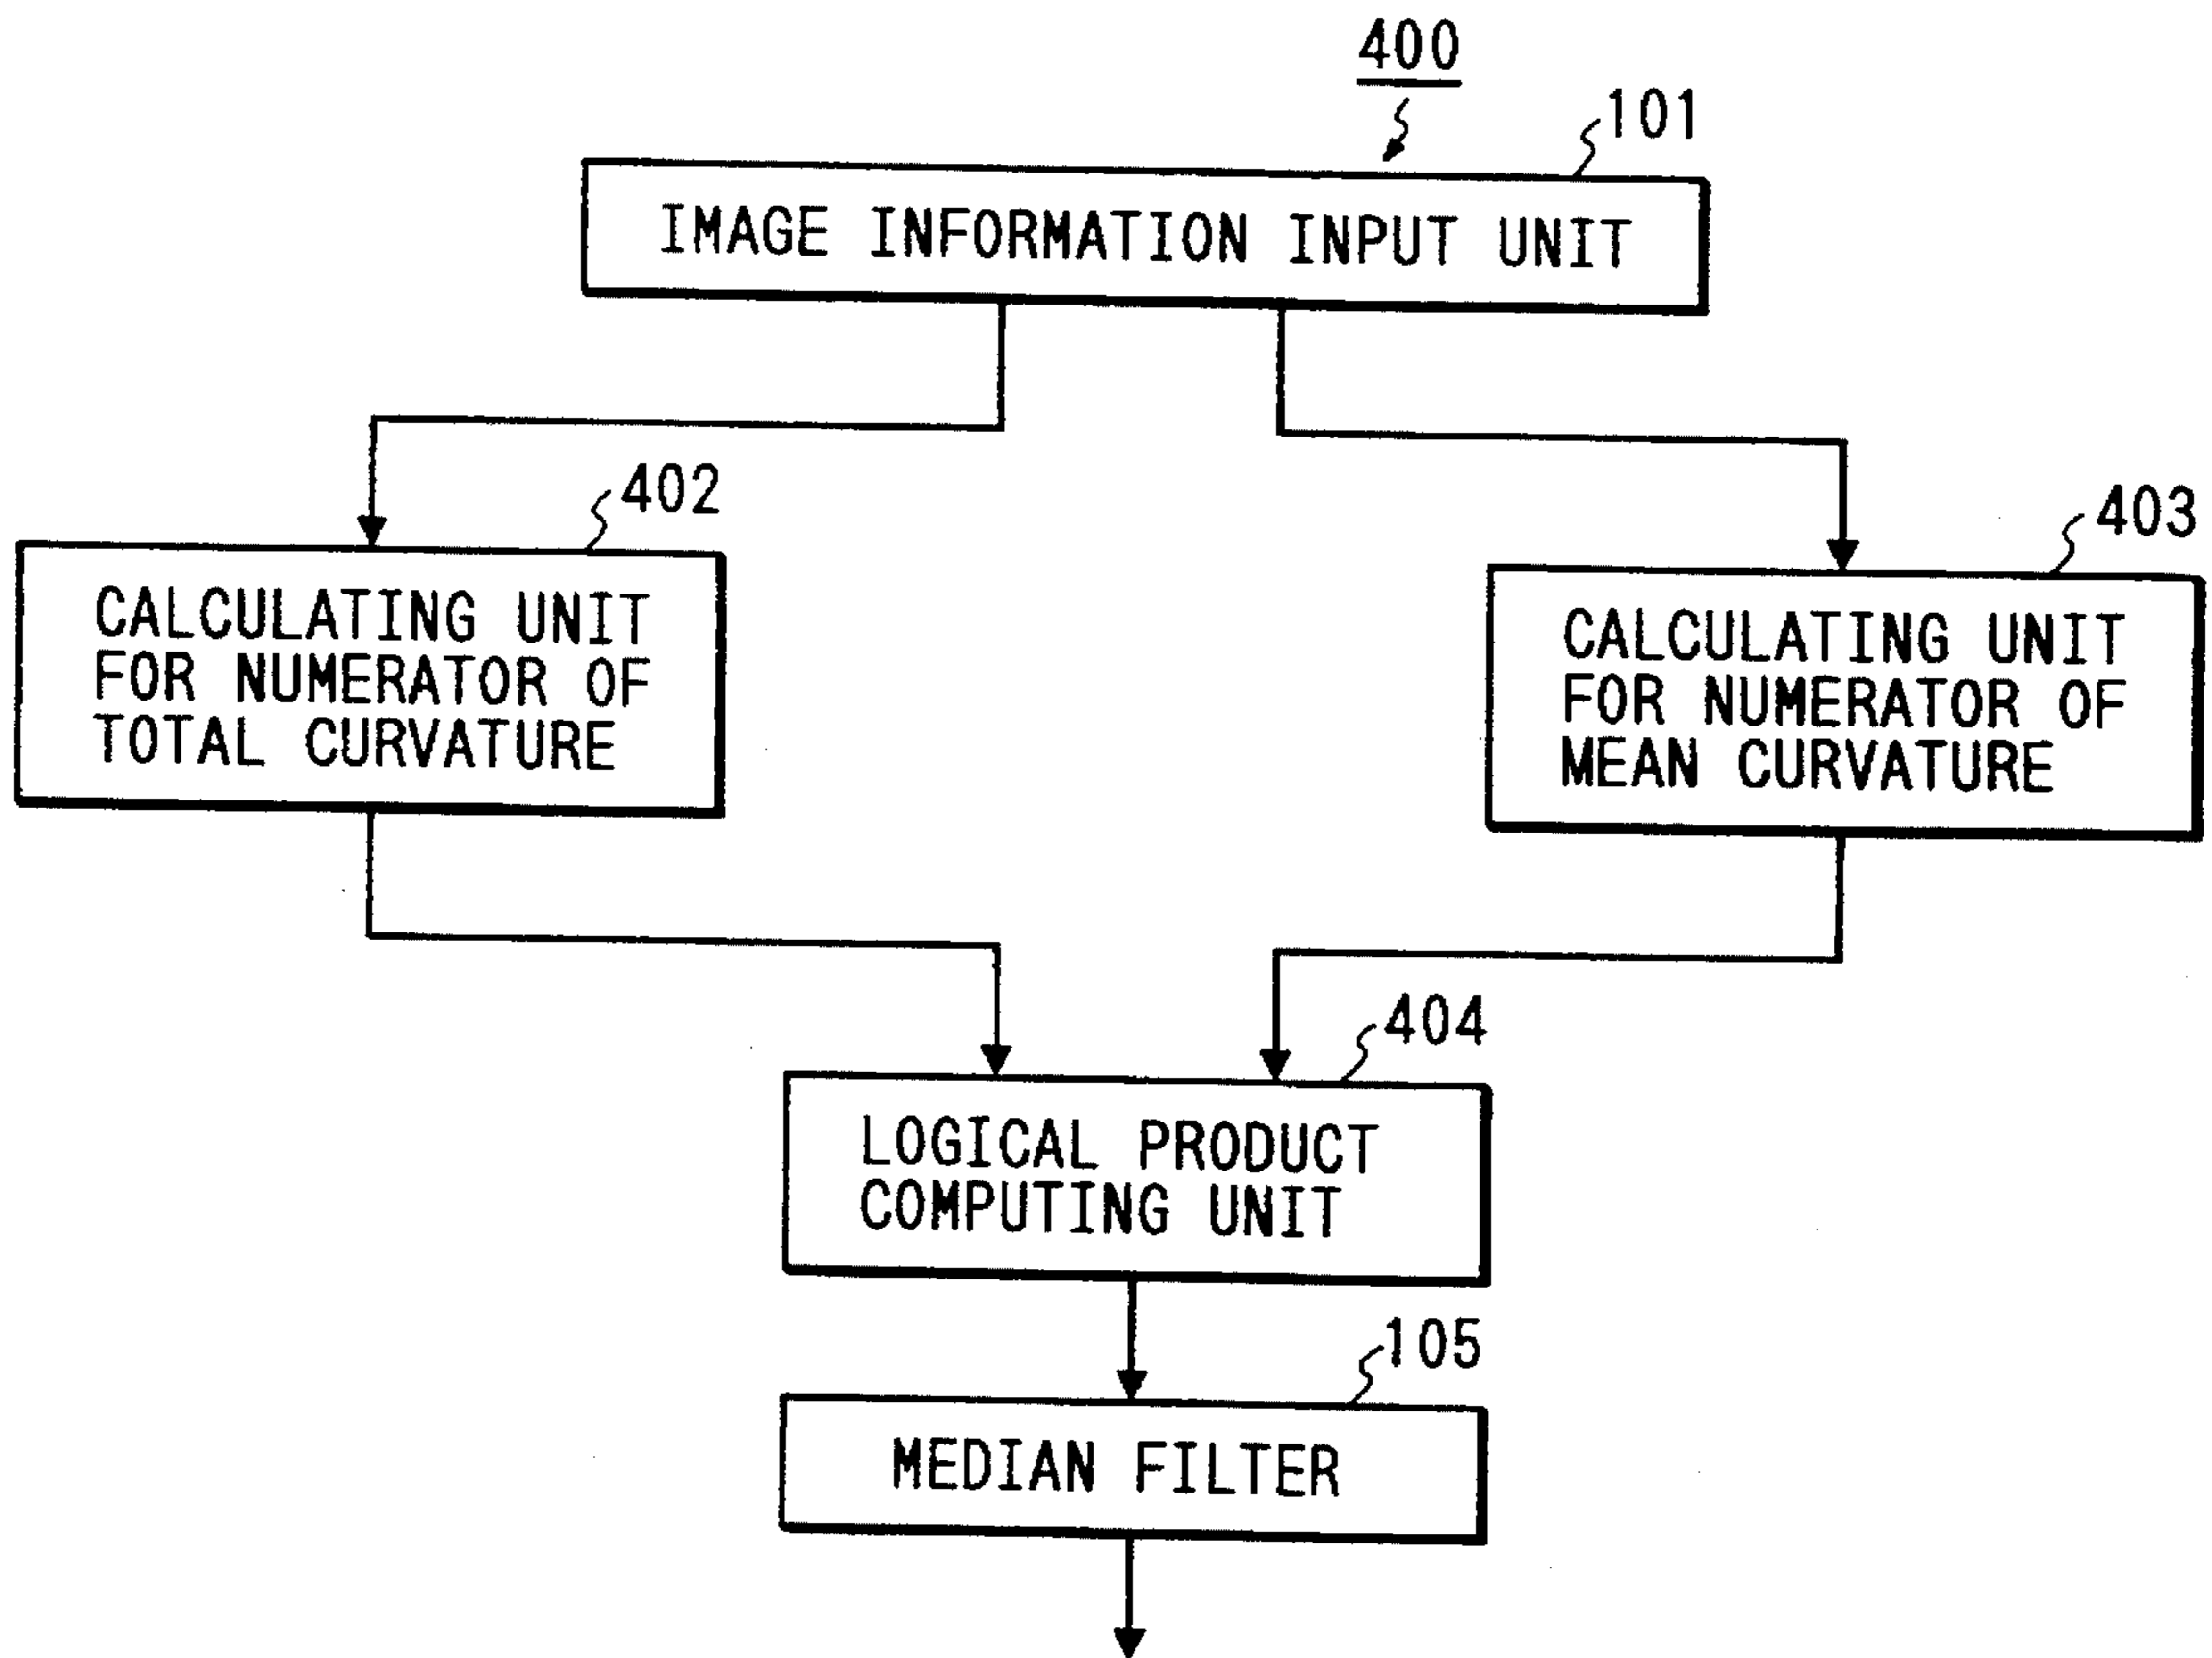 400
101
IMAGE INFORMATION INPUT UNIT
402
403
CALCULATING UNIT
FOR NUMERATOR OF
TOTAL CURVATURE
CALCULATING UNIT
FOR NUMERATOR OF
MEAN CURVATURE
404
LOGICAL PRODUCT
COMPUTING UNIT
105
MEDIAN FILTER